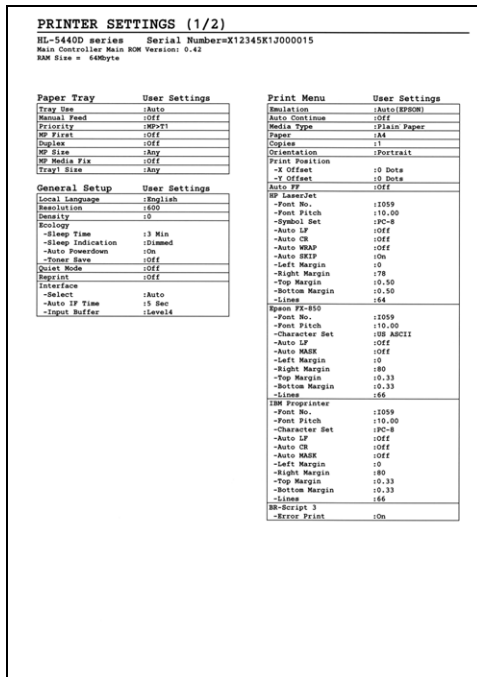 PRINTER SETTINGS (1/2)
HL-5440D series Serial Number=X12345K1J000015
Main Controller Main ROM Version: 0.42
RAM Size = 64Mbyte
Paper Tray User Settings
Tray Use :Auto
Manual Feed :Off
Priority :MP>T1
MP First :Off
Duplex :Off
MP Size :Any
MP Media Fix :Off
Tray1 Size :Any
General Setup User Settings
Local Language :English
Resolution :600
Density :0
Ecology
-Sleep Time :3 Min
-Sleep Indication :Dimmed
-Auto Powerdown :On
-Toner Save :Off
Quiet Mode :Off
Reprint :Off
Interface
-Select :Auto
-Auto IF Time :5 Sec
-Input Buffer :Level4
Print Menu User Settings
Emulation :Auto(EPSON)
Auto Continue :Off
Media Type :Plain Paper
Paper :A4
Copies :1
Orientation :Portrait
Print Position
-X Offset :0 Dots
-Y Offset :0 Dots
Auto FF :Off
HP LaserJet
-Font No. :I059
-Font Pitch :10.00
-Symbol Set :PC-8
-Auto LF :Off
-Auto CR :Off
-Auto WRAP :Off
-Auto SKIP :On
-Left Margin :0
-Right Margin :78
-Top Margin :0.50
-Bottom Margin :0.50
-Lines :64
Epson FX-850
-Font No. :I059
-Font Pitch :10.00
-Character Set :US ASCII
-Auto LF :Off
-Auto MASK :Off
-Left Margin :0
-Right Margin :80
-Top Margin :0.33
-Bottom Margin :0.33
-Lines :66
IBM Proprinter
-Font No. :I059
-Font Pitch :10.00
-Character Set :PC-8
-Auto LF :Off
-Auto CR :Off
-Auto MASK :Off
-Left Margin :0
-Right Margin :80
-Top Margin :0.33
-Bottom Margin :0.33
-Lines :66
BR-Script 3
-Error Print :On